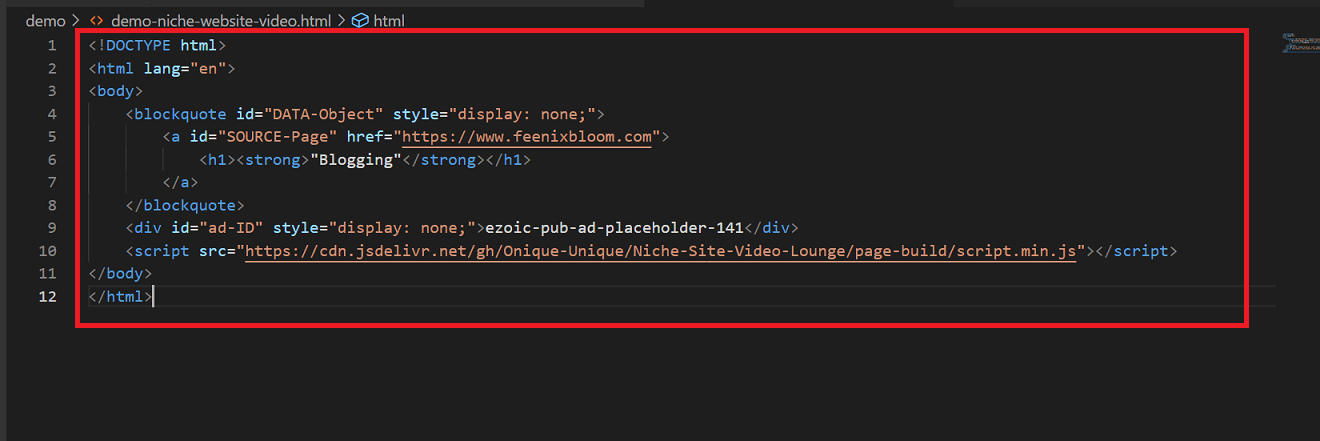 demo > <> demo-niche-website-video.html > html
1 <!DOCTYPE html>
2 <html lang="en">
3 <body>
4     <blockquote id="DATA-Object" style="display: none;">
5         <a id="SOURCE-Page" href="https://www.feenixbloom.com">
6             <h1><strong>"Blogging"</strong></h1>
7         </a>
8     </blockquote>
9     <div id="ad-ID" style="display: none;">ezoic-pub-ad-placeholder-141</div>
10     <script src="https://cdn.jsdelivr.net/gh/Onique-Unique/Niche-Site-Video-Lounge/page-build/script.min.js"></script>
11 </body>
12 </html>